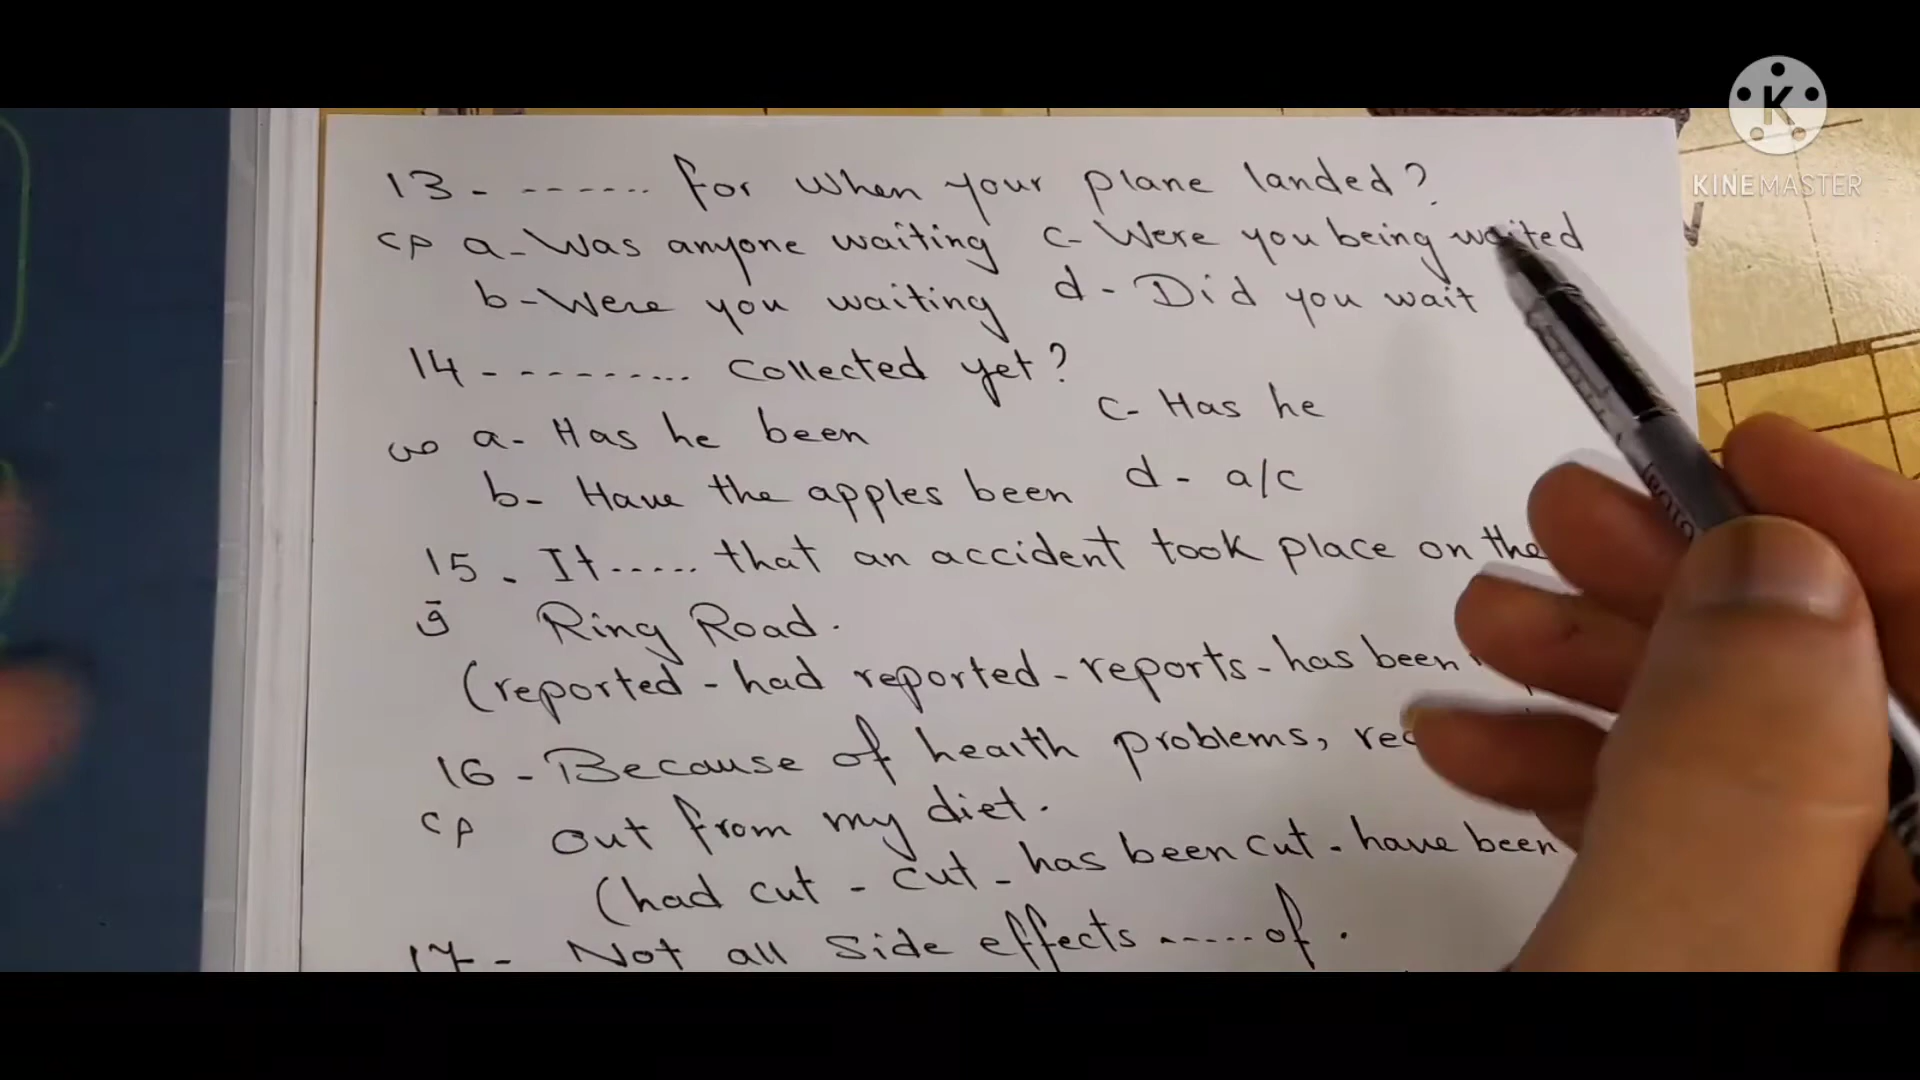 K
KINEMASTER
13 - ....... for when your plane landed?
CP a - Was anyone waiting c - Were you being waited
b - Were you waiting d - Did you wait
14 - .......... collected yet?
c - Has he
a - Has he been
b - Have the apples been d - a/c
15 . It ..... that an accident took place on the
Ring Road .
(reported - had reported - reports - has been
16 - Because of health problems,
CP out from my diet .
(had cut - cut - has been cut - have been
17 - Not all side effects ...... of .